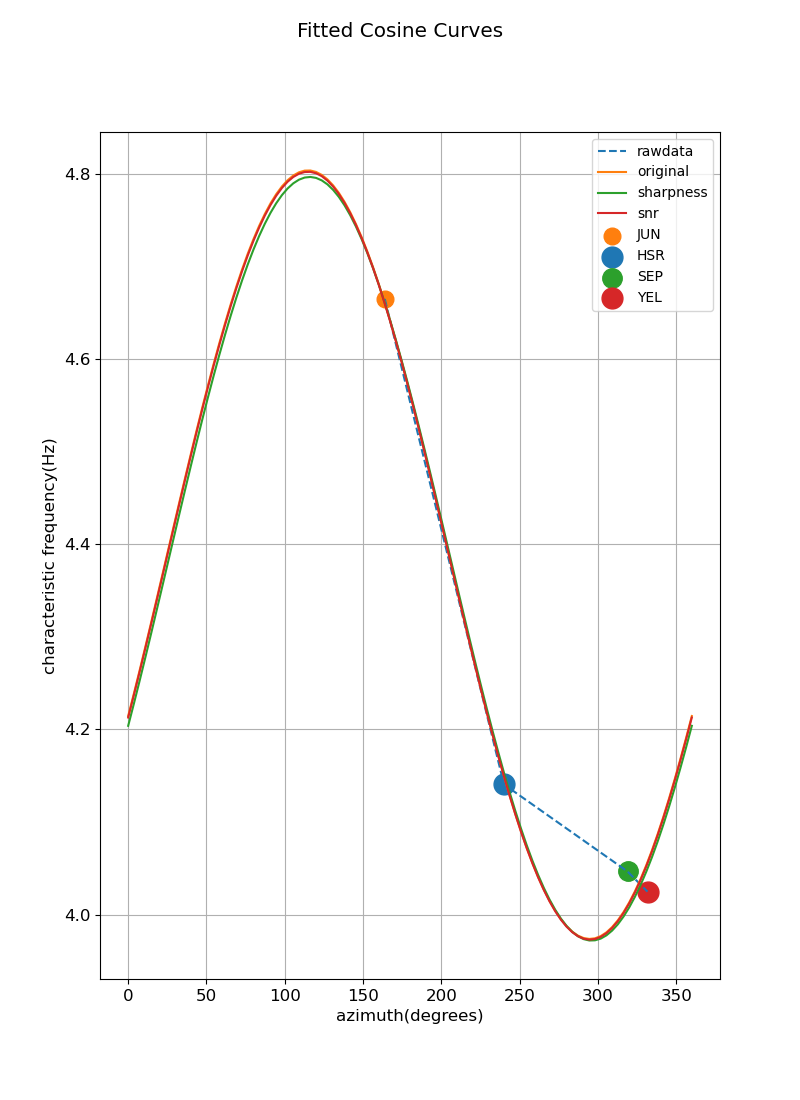 Fitted Cosine Curves
rawdata
original
sharpness
snr
JUN
HSR
SEP
YEL
4.8
4.6
4.4
4.2
4.0
characteristic frequency(Hz)
0 50 100 150 200 250 300 350
azimuth(degrees)